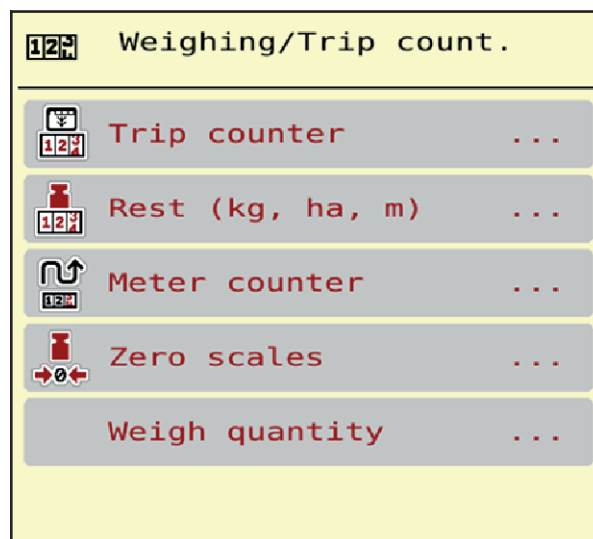 Weighing/Trip count.
Trip counter ...
Rest (kg, ha, m) ...
Meter counter ...
Zero scales ...
Weigh quantity ...